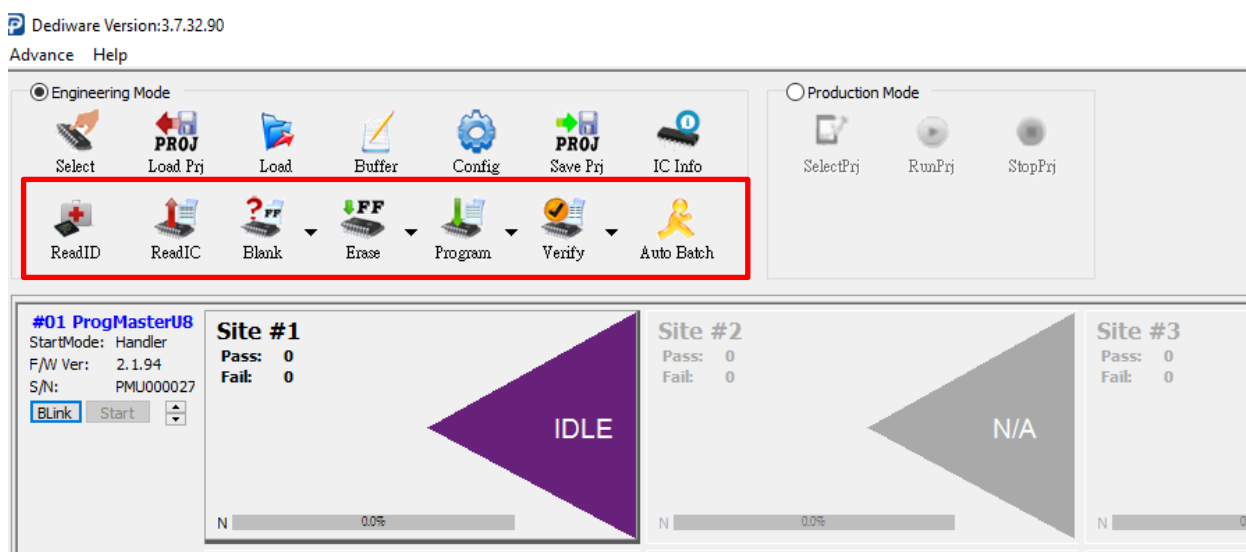 Dediware Version:3.7.32.90
Advance Help
Engineering Mode
Production Mode
PROJ
PROJ
Select Load Prj Load Buffer Config Save Prj IC Info
SelectPrj RunPrj StopPrj
? FF
FF
ReadID ReadIC Blank Erase Program Verify Auto Batch
#01 ProgMasterU8
StartMode: Handler
F/W Ver: 2.1.94
S/N: PMU000027
BLink Start
Site #1
Pass: 0
Fail: 0
IDLE
N 0.0%
Site #2
Pass: 0
Fail: 0
N/A
N 0.0%
Site #3
Pass: 0
Fail: 0
N